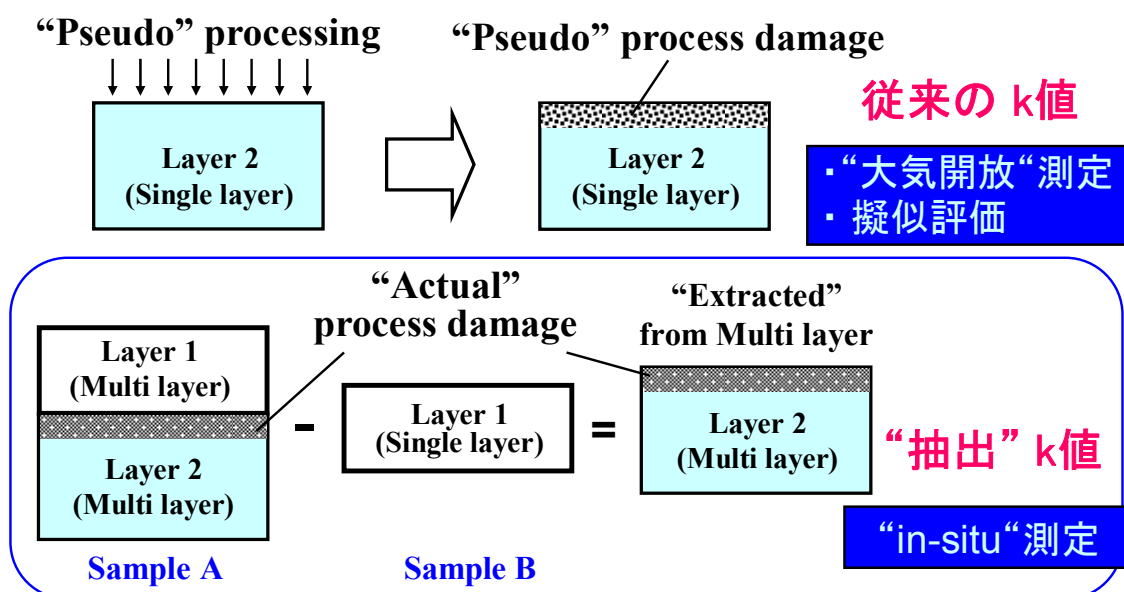 “Pseudo” processing
“Pseudo” process damage
Layer 2
(Single layer)
Layer 2
(Single layer)
従来の k値
・“大気開放“測定
・ 擬似評価
“Actual”
process damage
“Extracted”
from Multi layer
Layer 1
(Multi layer)
Layer 2
(Multi layer)
-
Layer 1
(Single layer)
=
Layer 2
(Multi layer)
“抽出” k値
“in-situ“測定
Sample A
Sample B